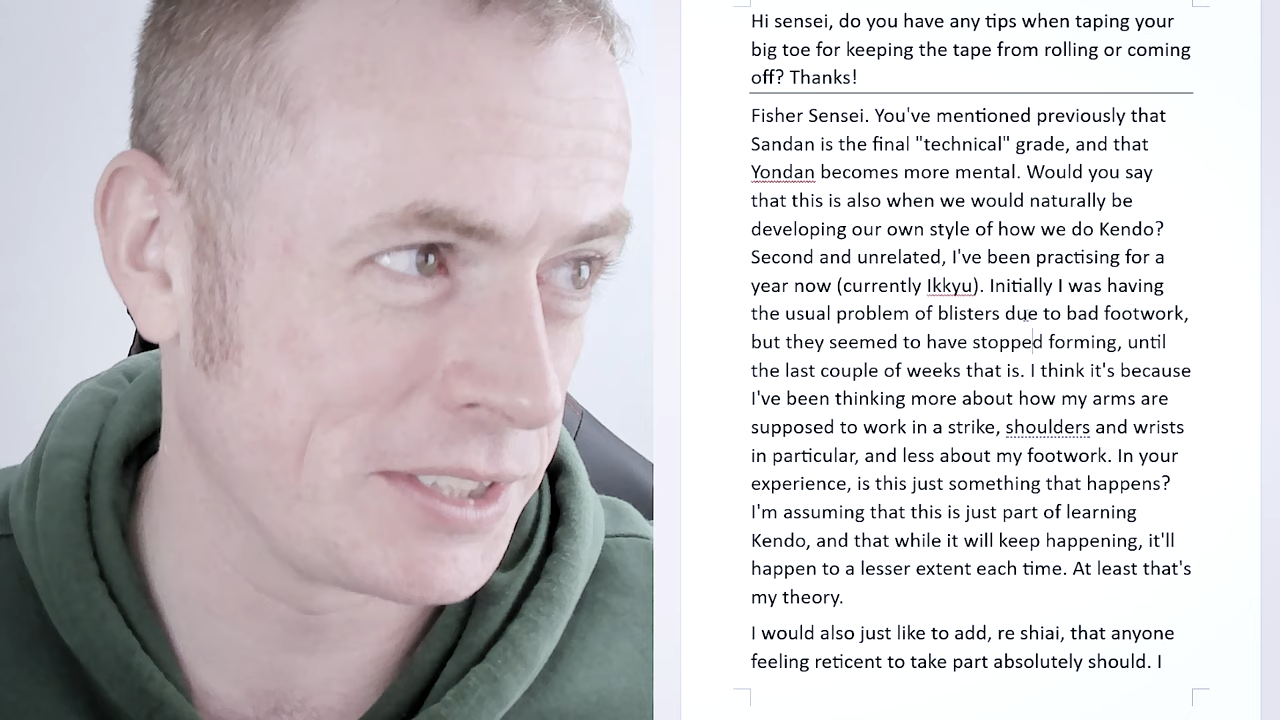 Hi sensei, do you have any tips when taping your
big toe for keeping the tape from rolling or coming
off? Thanks!
Fisher Sensei. You've mentioned previously that
Sandan is the final "technical" grade, and that
Yondan becomes more mental. Would you say
that this is also when we would naturally be
developing our own style of how we do Kendo?
Second and unrelated, I've been practising for a
year now (currently Ikkyu). Initially I was having
the usual problem of blisters due to bad footwork,
but they seemed to have stopped forming, until
the last couple of weeks that is. I think it's because
I've been thinking more about how my arms are
supposed to work in a strike, shoulders and wrists
in particular, and less about my footwork. In your
experience, is this just something that happens?
I'm assuming that this is just part of learning
Kendo, and that while it will keep happening, it'll
happen to a lesser extent each time. At least that's
my theory.
I would also just like to add, re shiai, that anyone
feeling reticent to take part absolutely should. I